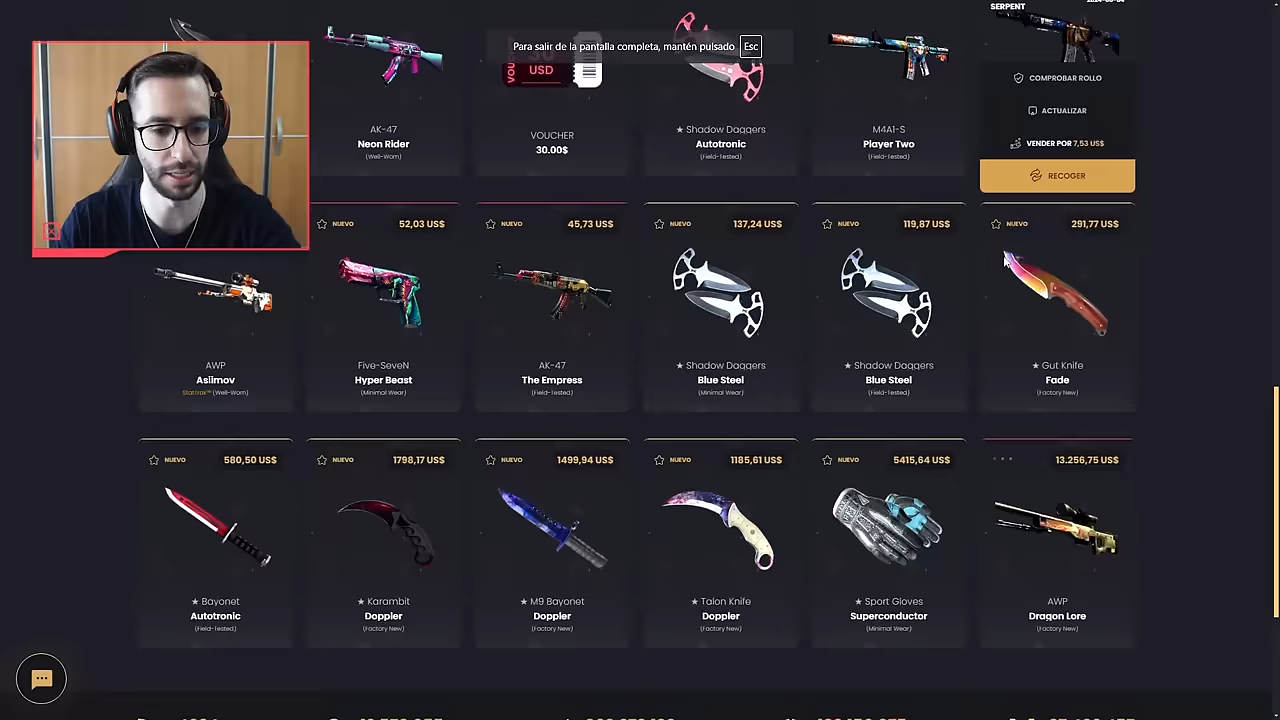 SERPENT
Para salir de la pantalla completa, mantén pulsado Esc
USD
COMPROBAR ROLLO
ACTUALIZAR
VENDER POR 7,53 US$
RECOGER
AK-47
Neon Rider
(Well-Worn)
VOUCHER
30.00$
★ Shadow Daggers
Autotronic
(Field-Tested)
M4A1-S
Player Two
(Field-Tested)
NUEVO 52,03 US$
NUEVO 45,73 US$
NUEVO 137,24 US$
NUEVO 119,87 US$
NUEVO 291,77 US$
AWP
Asiimov
StatTrak™ (Well-Worn)
Five-SeveN
Hyper Beast
(Minimal Wear)
AK-47
The Empress
(Field-Tested)
★ Shadow Daggers
Blue Steel
(Minimal Wear)
★ Shadow Daggers
Blue Steel
(Field-Tested)
★ Gut Knife
Fade
(Factory New)
NUEVO 580,50 US$
NUEVO 1798,17 US$
NUEVO 1499,94 US$
NUEVO 1185,61 US$
NUEVO 5415,64 US$
13.256,75 US$
★ Bayonet
Autotronic
(Field-Tested)
★ Karambit
Doppler
(Factory New)
★ M9 Bayonet
Doppler
(Factory New)
★ Talon Knife
Doppler
(Factory New)
★ Sport Gloves
Superconductor
(Minimal Wear)
AWP
Dragon Lore
(Factory New)